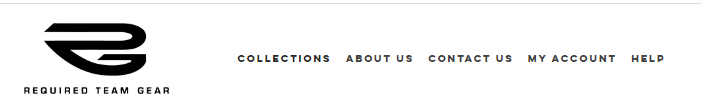 COLLECTIONS ABOUT US CONTACT US MY ACCOUNT HELP
REQUIRED TEAM GEAR